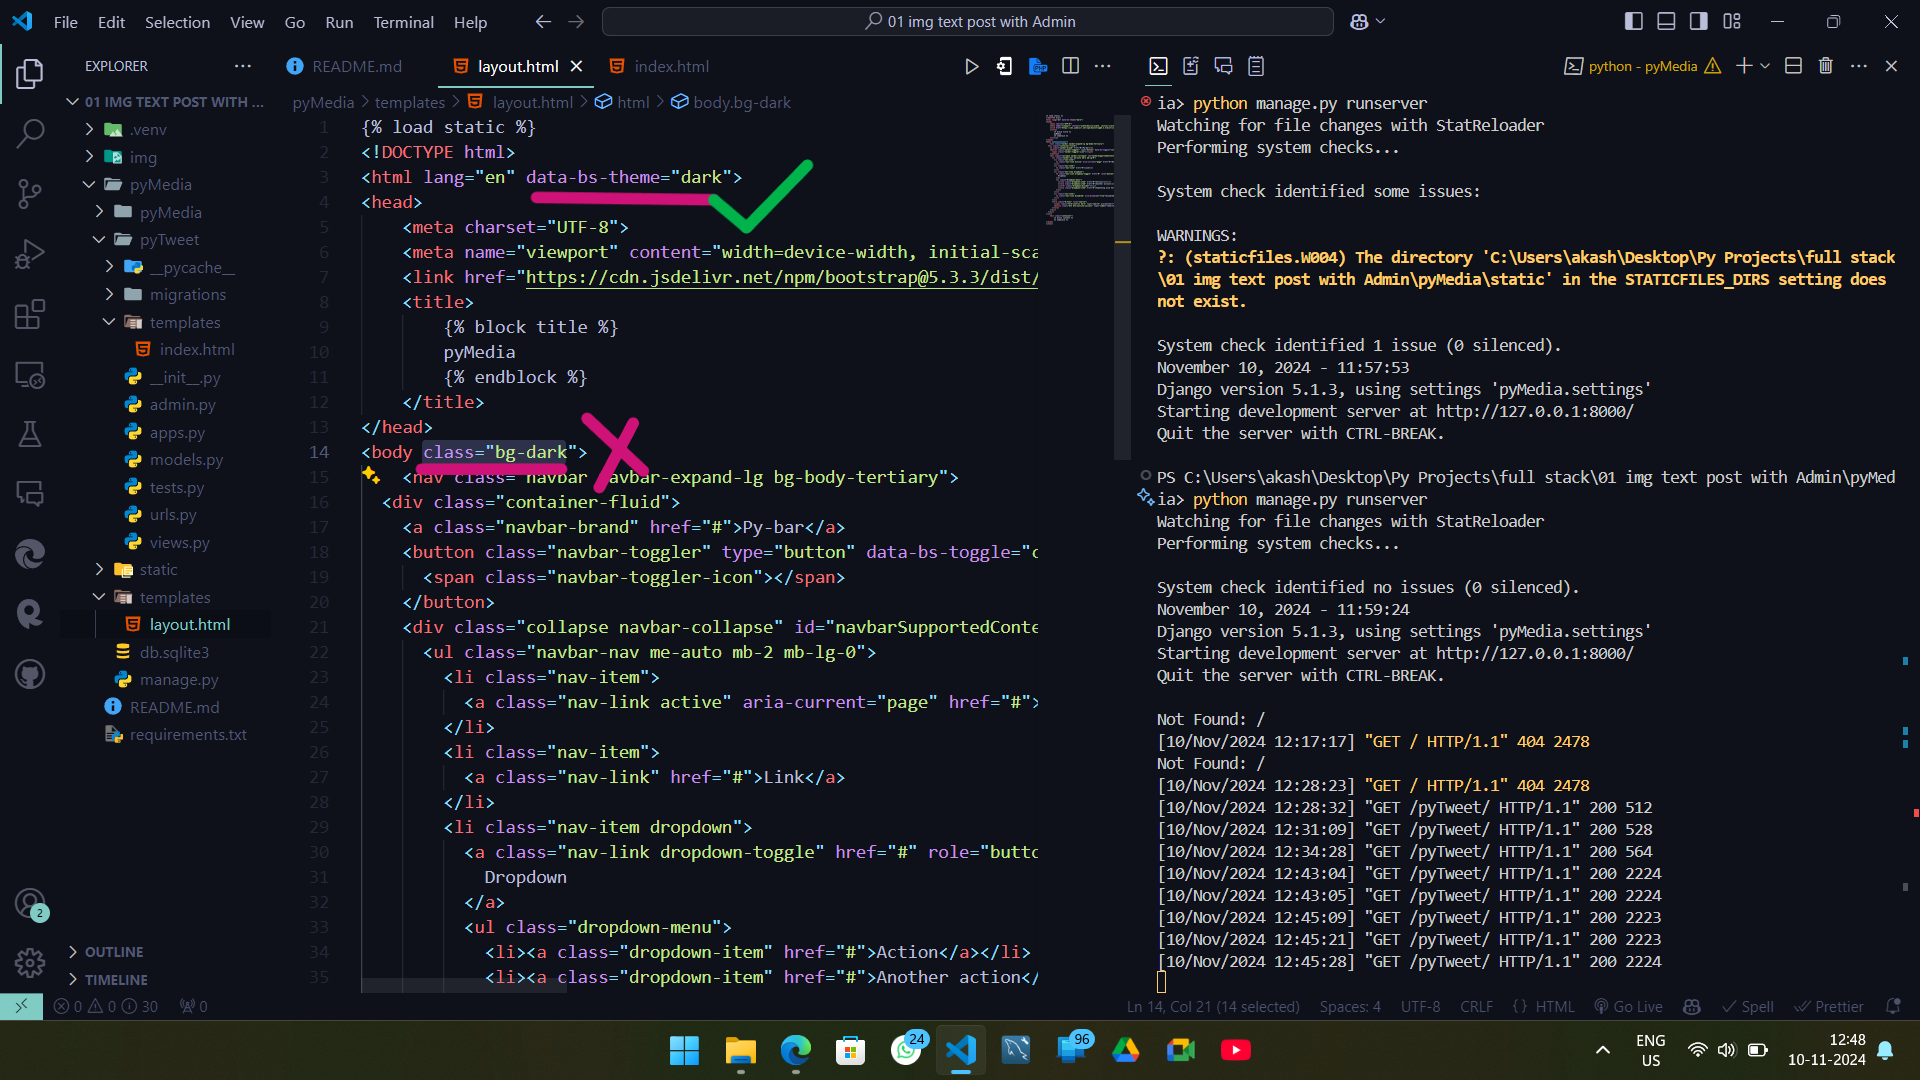 File Edit Selection View Go Run Terminal Help
01 img text post with Admin
EXPLORER
01 IMG TEXT POST WITH ...
.venv
img
pyMedia
pyMedia
pyTweet
__pycache__
migrations
templates
index.html
__init__.py
admin.py
apps.py
models.py
tests.py
urls.py
views.py
static
templates
layout.html
db.sqlite3
manage.py
README.md
requirements.txt
OUTLINE
TIMELINE
2
README.md
layout.html
index.html
pyMedia > templates > layout.html > html > body.bg-dark
1 {% load static %}
2 <!DOCTYPE html>
3 <html lang="en" data-bs-theme="dark">
4 <head>
5 <meta charset="UTF-8">
6 <meta name="viewport" content="width=device-width, initial-sca
7 <link href="https://cdn.jsdelivr.net/npm/bootstrap@5.3.3/dist/
8 <title>
9 {% block title %}
10 pyMedia
11 {% endblock %}
12 </title>
13 </head>
14 <body class="bg-dark">
15 <nav class="navbar navbar-expand-lg bg-body-tertiary">
16 <div class="container-fluid">
17 <a class="navbar-brand" href="#">Py-bar</a>
18 <button class="navbar-toggler" type="button" data-bs-toggle="c
19 <span class="navbar-toggler-icon"></span>
20 </button>
21 <div class="collapse navbar-collapse" id="navbarSupportedConte
22 <ul class="navbar-nav me-auto mb-2 mb-lg-0">
23 <li class="nav-item">
24 <a class="nav-link active" aria-current="page" href="#">
25 </li>
26 <li class="nav-item">
27 <a class="nav-link" href="#">Link</a>
28 </li>
29 <li class="nav-item dropdown">
30 <a class="nav-link dropdown-toggle" href="#" role="butto
31 Dropdown
32 </a>
33 <ul class="dropdown-menu">
34 <li><a class="dropdown-item" href="#">Action</a></li>
35 <li><a class="dropdown-item" href="#">Another action</
python - pyMedia
ia> python manage.py runserver
Watching for file changes with StatReloader
Performing system checks...
System check identified some issues:
WARNINGS:
?: (staticfiles.W004) The directory 'C:\Users\akash\Desktop\Py Projects\full stack
\01 img text post with Admin\pyMedia\static' in the STATICFILES_DIRS setting does
not exist.
System check identified 1 issue (0 silenced).
November 10, 2024 - 11:57:53
Django version 5.1.3, using settings 'pyMedia.settings'
Starting development server at http://127.0.0.1:8000/
Quit the server with CTRL-BREAK.
PS C:\Users\akash\Desktop\Py Projects\full stack\01 img text post with Admin\pyMed
ia> python manage.py runserver
Watching for file changes with StatReloader
Performing system checks...
System check identified no issues (0 silenced).
November 10, 2024 - 11:59:24
Django version 5.1.3, using settings 'pyMedia.settings'
Starting development server at http://127.0.0.1:8000/
Quit the server with CTRL-BREAK.
Not Found: /
[10/Nov/2024 12:17:17] "GET / HTTP/1.1" 404 2478
Not Found: /
[10/Nov/2024 12:28:23] "GET / HTTP/1.1" 404 2478
[10/Nov/2024 12:28:32] "GET /pyTweet/ HTTP/1.1" 200 512
[10/Nov/2024 12:31:09] "GET /pyTweet/ HTTP/1.1" 200 528
[10/Nov/2024 12:34:28] "GET /pyTweet/ HTTP/1.1" 200 564
[10/Nov/2024 12:43:04] "GET /pyTweet/ HTTP/1.1" 200 2224
[10/Nov/2024 12:43:05] "GET /pyTweet/ HTTP/1.1" 200 2224
[10/Nov/2024 12:45:09] "GET /pyTweet/ HTTP/1.1" 200 2223
[10/Nov/2024 12:45:21] "GET /pyTweet/ HTTP/1.1" 200 2223
[10/Nov/2024 12:45:28] "GET /pyTweet/ HTTP/1.1" 200 2224
0 0 30 0
Ln 14, Col 21 (14 selected) Spaces: 4 UTF-8 CRLF {} HTML Go Live Spell Prettier
24
96
ENG
US
12:48
10-11-2024